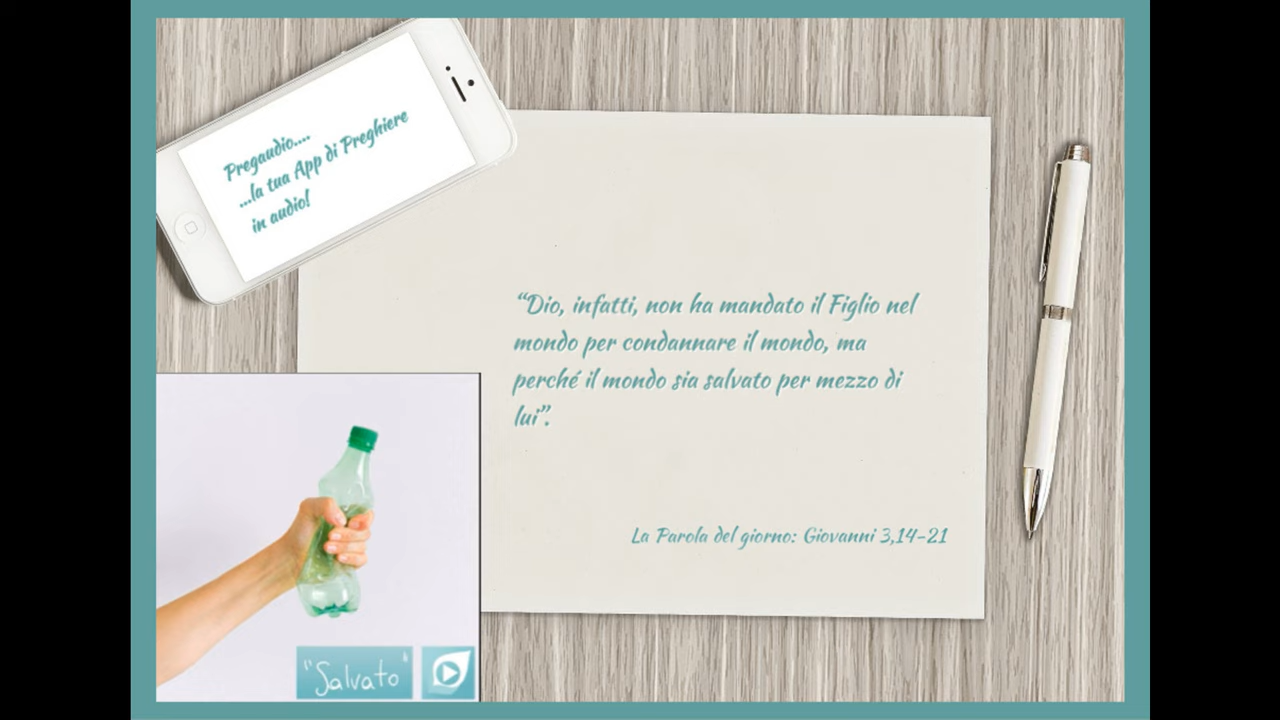 Pregaudio....
...la tua App di Preghiere
in audio!
“Dio, infatti, non ha mandato il Figlio nel
mondo per condannare il mondo, ma
perché il mondo sia salvato per mezzo di
lui”.
La Parola del giorno: Giovanni 3,14-21
"Salvato"